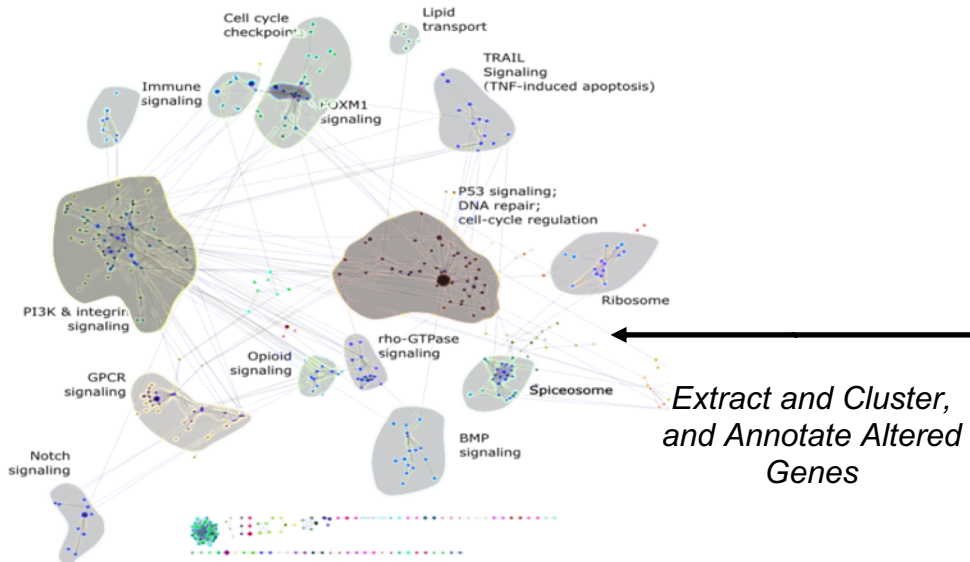 Cell cycle
checkpoints
Lipid
transport
TRAIL
Signaling
(TNF-induced apoptosis)
Immune
signaling
FOXM1
signaling
P53 signaling;
DNA repair;
cell-cycle regulation
Ribosome
PI3K & integrin
signaling
rho-GTPase
signaling
Opioid
signaling
GPCR
signaling
Spiceosome
Extract and Cluster,
and Annotate Altered
Genes
BMP
signaling
Notch
signaling